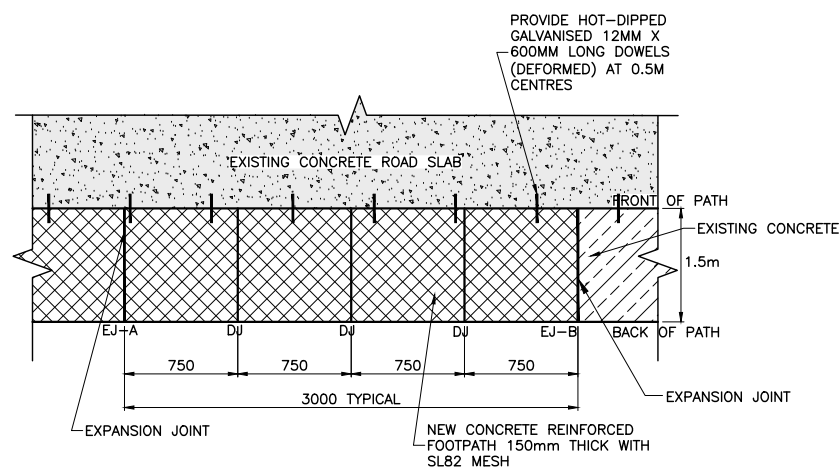 PROVIDE HOT-DIPPED
GALVANISED 12MM X
600MM LONG DOWELS
(DEFORMED) AT 0.5M
CENTRES
EXISTING CONCRETE ROAD SLAB
FRONT OF PATH
EXISTING CONCRETE
1.5m
EJ-A
DJ
DJ
DJ
EJ-B
BACK OF PATH
750
750
750
750
3000 TYPICAL
EXPANSION JOINT
EXPANSION JOINT
NEW CONCRETE REINFORCED
FOOTPATH 150mm THICK WITH
SL82 MESH